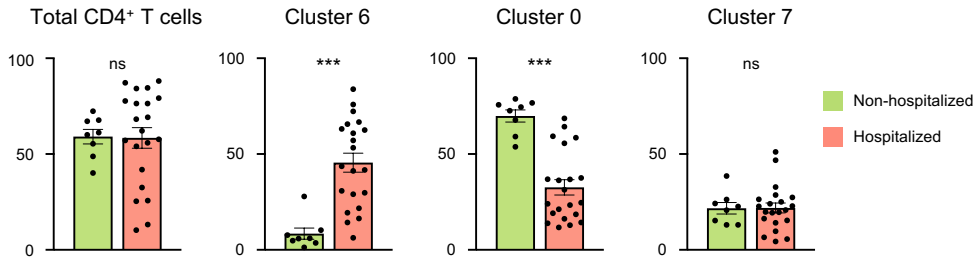 Total CD4⁺ T cells
Cluster 6
Cluster 0
Cluster 7
100
ns
50
0
100
***
50
0
100
***
50
0
100
ns
50
0
Non-hospitalized
Hospitalized